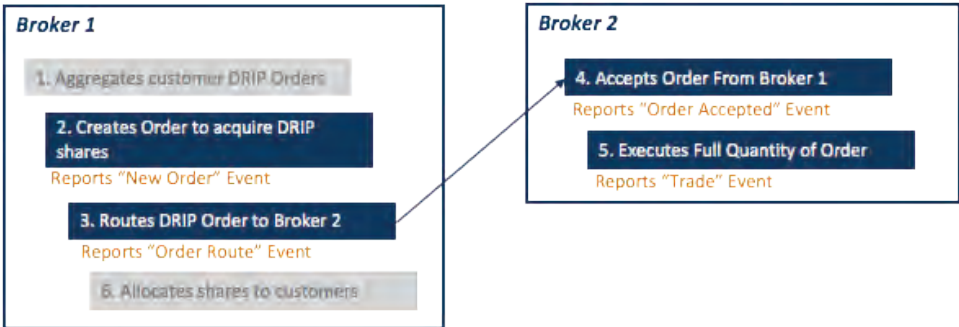 Broker 1
1. Aggregates customer DRIP Orders
2. Creates Order to acquire DRIP
shares
Reports "New Order" Event
3. Routes DRIP Order to Broker 2
Reports "Order Route" Event
6. Allocates shares to customers
Broker 2
4. Accepts Order From Broker 1
Reports "Order Accepted" Event
5. Executes Full Quantity of Order
Reports "Trade" Event